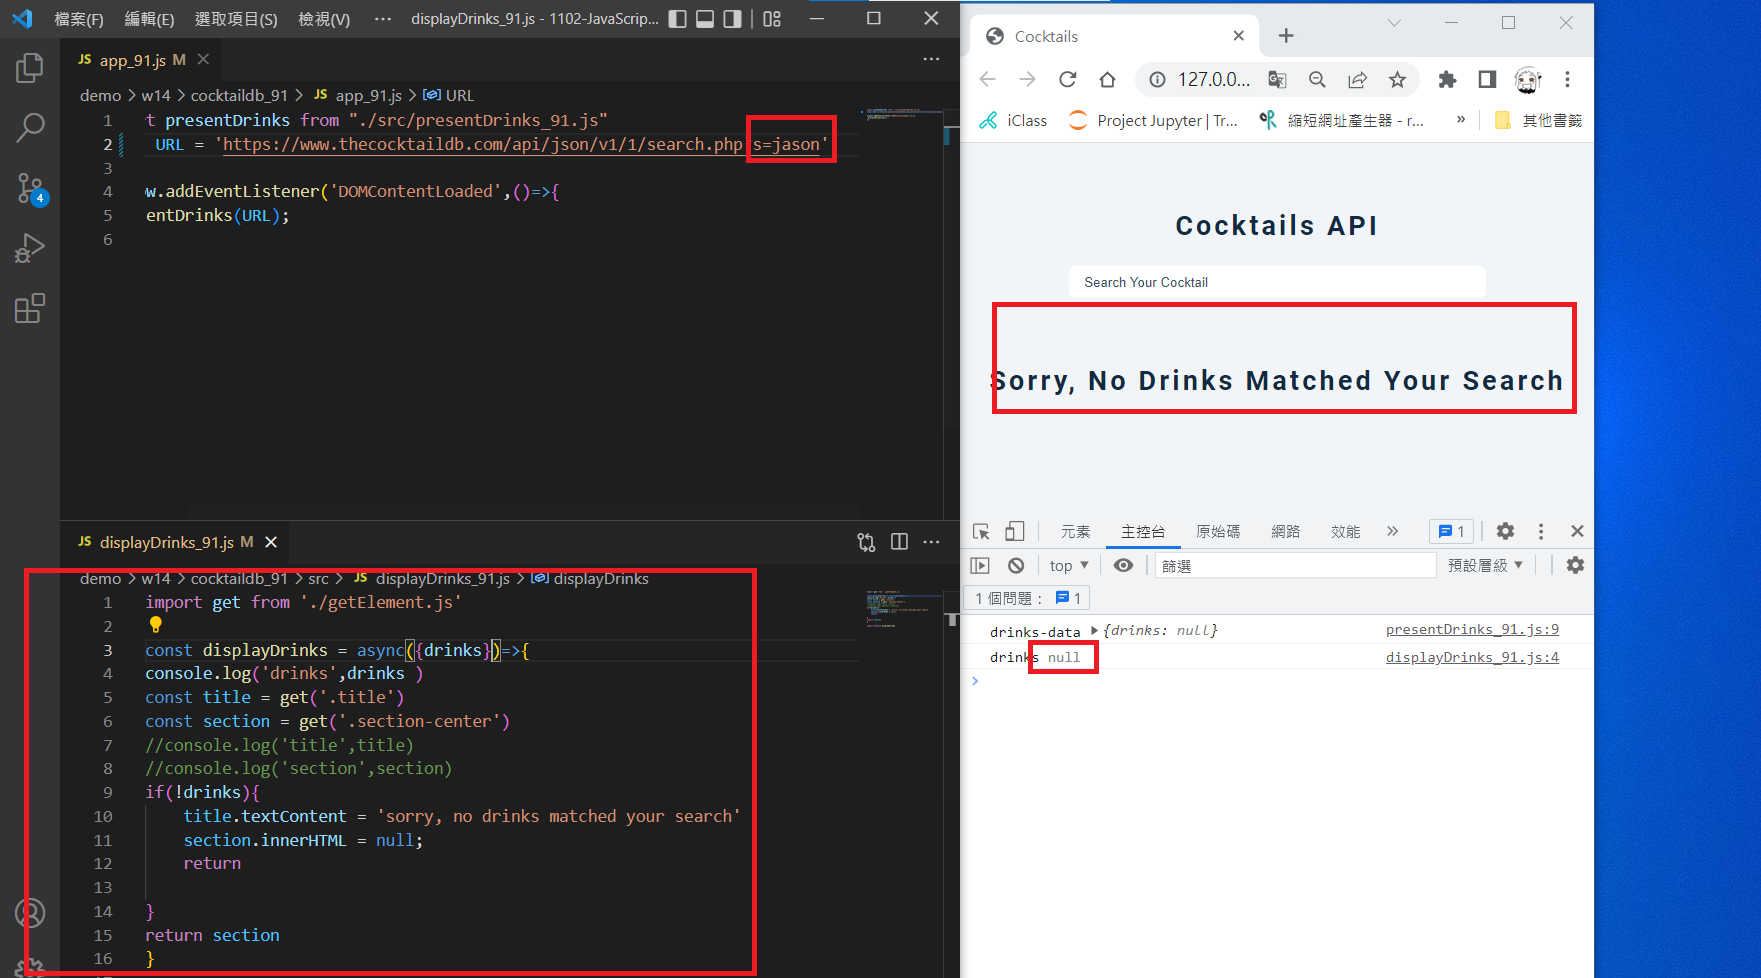 檔案(F) 編輯(E) 選取項目(S) 檢視(V) ··· displayDrinks_91.js - 1102-JavaScrip...
JS app_91.js M
demo > w14 > cocktaildb_91 > JS app_91.js > URL
1 t presentDrinks from "./src/presentDrinks_91.js"
2 URL = 'https://www.thecocktaildb.com/api/json/v1/1/search.php s=jason'
3
4 w.addEventListener('DOMContentLoaded',()=>{
5 entDrinks(URL);
6
4
JS displayDrinks_91.js M
demo > w14 > cocktaildb_91 > src > JS displayDrinks_91.js > displayDrinks
1 import get from './getElement.js'
2
3 const displayDrinks = async({drinks})=>{
4 console.log('drinks',drinks )
5 const title = get('.title')
6 const section = get('.section-center')
7 //console.log('title',title)
8 //console.log('section',section)
9 if(!drinks){
10 title.textContent = 'sorry, no drinks matched your search'
11 section.innerHTML = null;
12 return
13
14 }
15 return section
16 }
Cocktails
127.0.0...
iClass Project Jupyter | Tr... 縮短網址產生器 - r... » 其他書籤
Cocktails API
Search Your Cocktail
Sorry, No Drinks Matched Your Search
元素 主控台 原始碼 網路 效能 » 1
top ▼ 篩選 預設層級 ▼
1 個問題： 1
drinks-data ▶{drinks: null} presentDrinks_91.js:9
drinks null displayDrinks_91.js:4
>